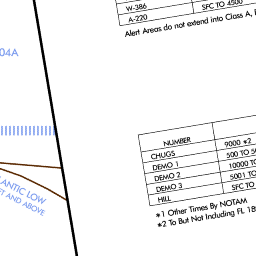 W-386 SFC TO 4500
A-220
Alert Areas do not extend into Class A,
04A
NUMBER
CHUGS 9000 *2
DEMO 1 500 TO
DEMO 2 10000 TO
DEMO 3 5001 TO
HILL SFC TO
*1 Other Times By NOTAM
*2 To But Not Including FL 18
LANTIC LOW
ET AND ABOVE